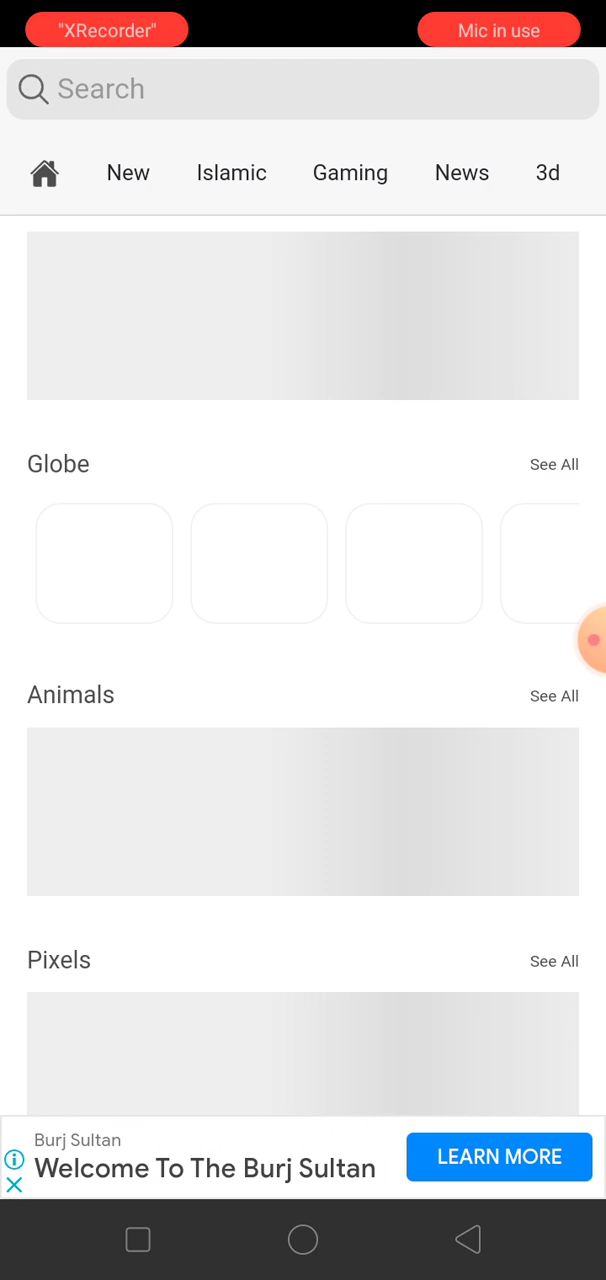 "XRecorder"
Mic in use
Search
New
Islamic
Gaming
News
3d
Globe
See All
Animals
See All
Pixels
See All
Burj Sultan
Welcome To The Burj Sultan
LEARN MORE